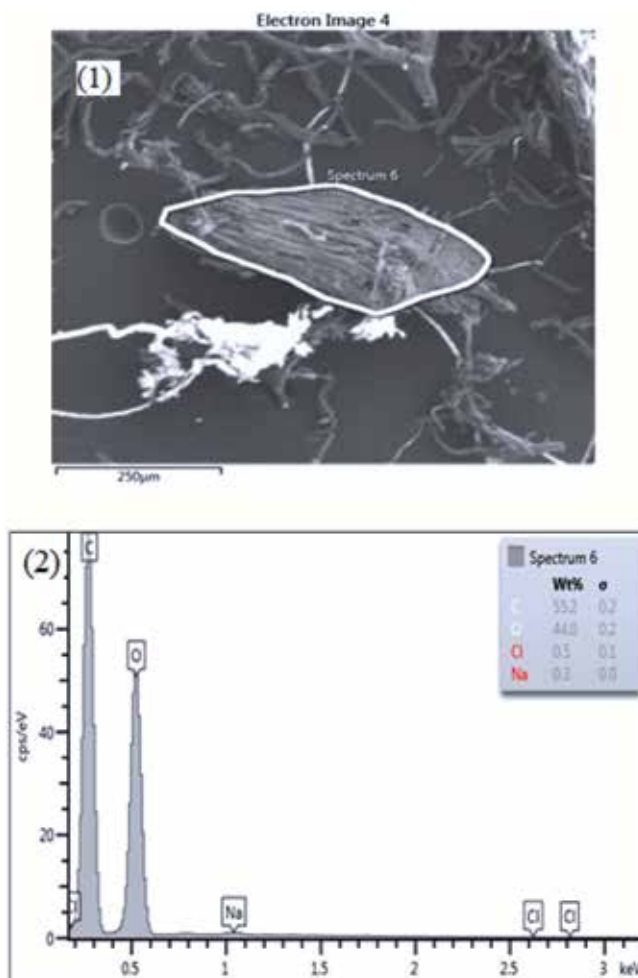 Electron Image 4
(1)
Spectrum 6
250µm
(2)
C
O
Na
Cl
Cl
Spectrum 6
Wt% σ
C 55.2 0.2
O 44.0 0.2
Cl 0.5 0.1
Na 0.3 0.0
cps/eV
60
40
20
0
0.5
1
1.5
2
2.5
3
keV